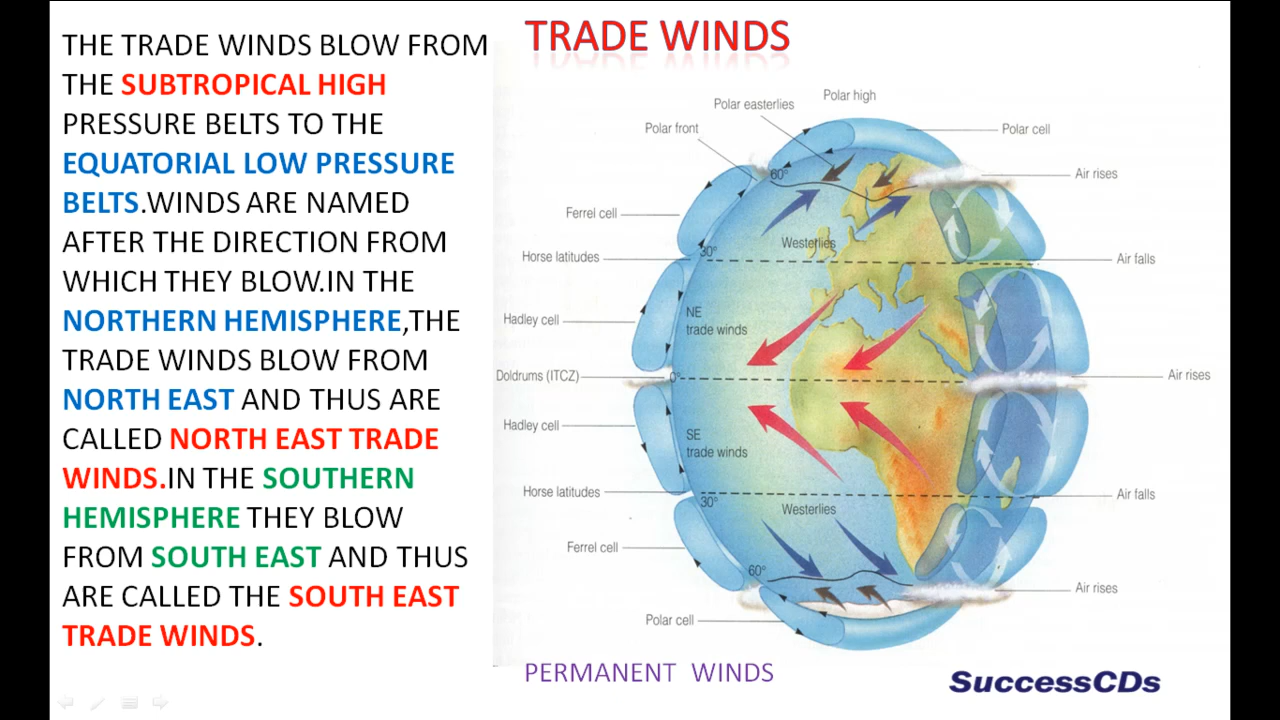 TRADE WINDS
THE TRADE WINDS BLOW FROM
THE SUBTROPICAL HIGH
PRESSURE BELTS TO THE
EQUATORIAL LOW PRESSURE
BELTS.WINDS ARE NAMED
AFTER THE DIRECTION FROM
WHICH THEY BLOW.IN THE
NORTHERN HEMISPHERE,THE
TRADE WINDS BLOW FROM
NORTH EAST AND THUS ARE
CALLED NORTH EAST TRADE
WINDS.IN THE SOUTHERN
HEMISPHERE THEY BLOW
FROM SOUTH EAST AND THUS
ARE CALLED THE SOUTH EAST
TRADE WINDS.
Polar high
Polar easterlies
Polar front
Polar cell
60°
Air rises
Ferrel cell
Westerlies
30°
Horse latitudes
Air falls
NE
trade winds
Hadley cell
Doldrums (ITCZ)
0°
Air rises
Hadley cell
SE
trade winds
Horse latitudes
30°
Air falls
Westerlies
Ferrel cell
60°
Air rises
Polar cell
PERMANENT WINDS
SuccessCDs